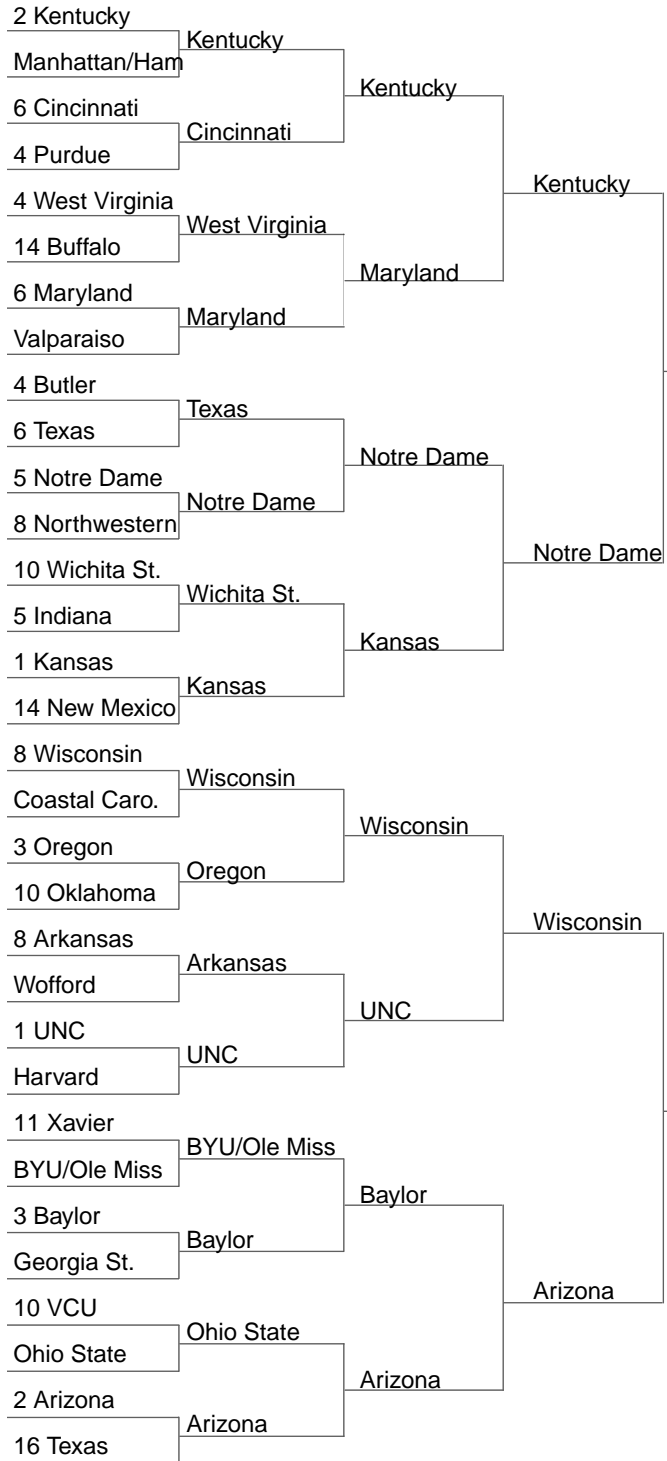 2 Kentucky
Manhattan/Ham
6 Cincinnati
4 Purdue
4 West Virginia
14 Buffalo
6 Maryland
Valparaiso
4 Butler
6 Texas
5 Notre Dame
8 Northwestern
10 Wichita St.
5 Indiana
1 Kansas
14 New Mexico
8 Wisconsin
Coastal Caro.
3 Oregon
10 Oklahoma
8 Arkansas
Wofford
1 UNC
Harvard
11 Xavier
BYU/Ole Miss
3 Baylor
Georgia St.
10 VCU
Ohio State
2 Arizona
16 Texas
Kentucky
Cincinnati
West Virginia
Maryland
Texas
Notre Dame
Wichita St.
Kansas
Wisconsin
Oregon
Arkansas
UNC
BYU/Ole Miss
Baylor
Ohio State
Arizona
Kentucky
Maryland
Notre Dame
Kansas
Wisconsin
UNC
Baylor
Arizona
Kentucky
Notre Dame
Wisconsin
Arizona